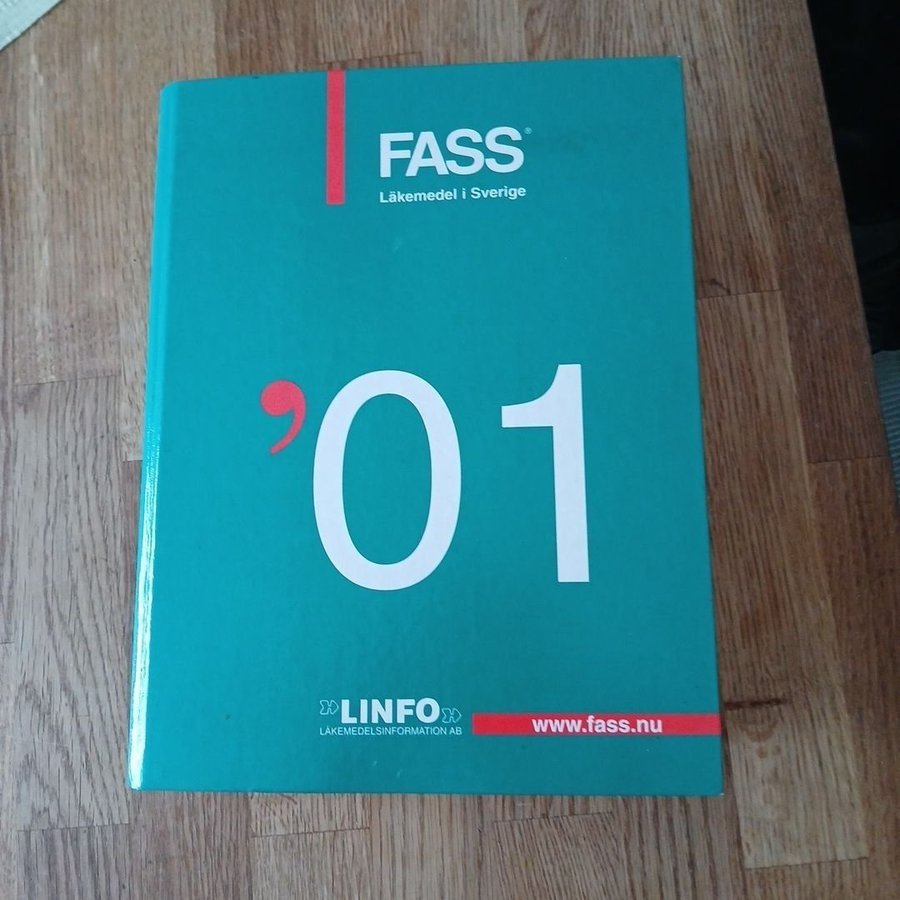 FASS®
Läkemedel i Sverige
’01
LINFO
LÄKEMEDELSINFORMATION AB
www.fass.nu